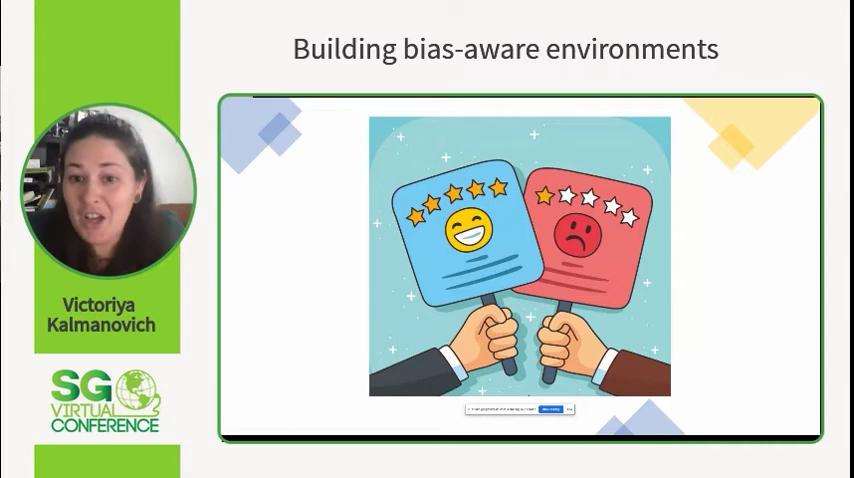 Building bias-aware environments
Victoriya
Kalmanovich
SG
VIRTUAL
CONFERENCE